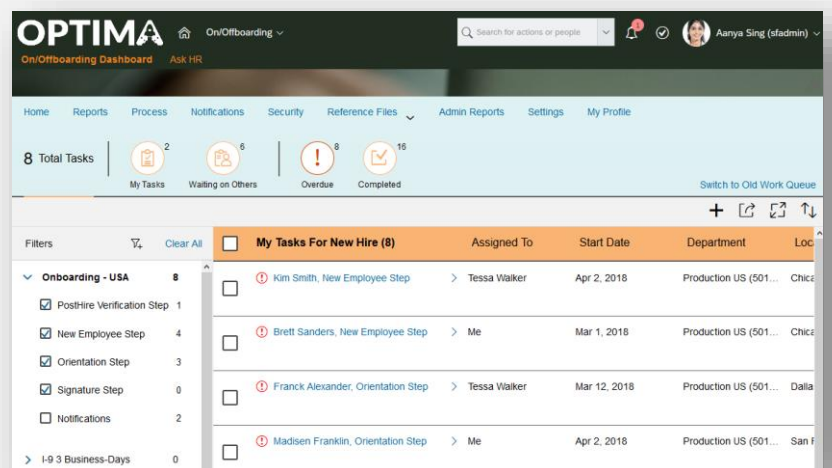 OPTIMA On/Offboarding Search for actions or people 1 Aanya Sing (sfadmin)
On/Offboarding Dashboard Ask HR
Home Reports Process Notifications Security Reference Files Admin Reports Settings My Profile
8 Total Tasks 2 6 8 16
My Tasks Waiting on Others Overdue Completed Switch to Old Work Queue
Filters Clear All My Tasks For New Hire (8) Assigned To Start Date Department Loc
Onboarding - USA 8 Kim Smith, New Employee Step Tessa Walker Apr 2, 2018 Production US (501... Chica
PostHire Verification Step 1
New Employee Step 4 Brett Sanders, New Employee Step Me Mar 1, 2018 Production US (501... Chica
Orientation Step 3
Signature Step 0 Franck Alexander, Orientation Step Tessa Walker Mar 12, 2018 Production US (501... Dalla
Notifications 2
I-9 3 Business-Days 0 Madisen Franklin, Orientation Step Me Apr 2, 2018 Production US (501... San